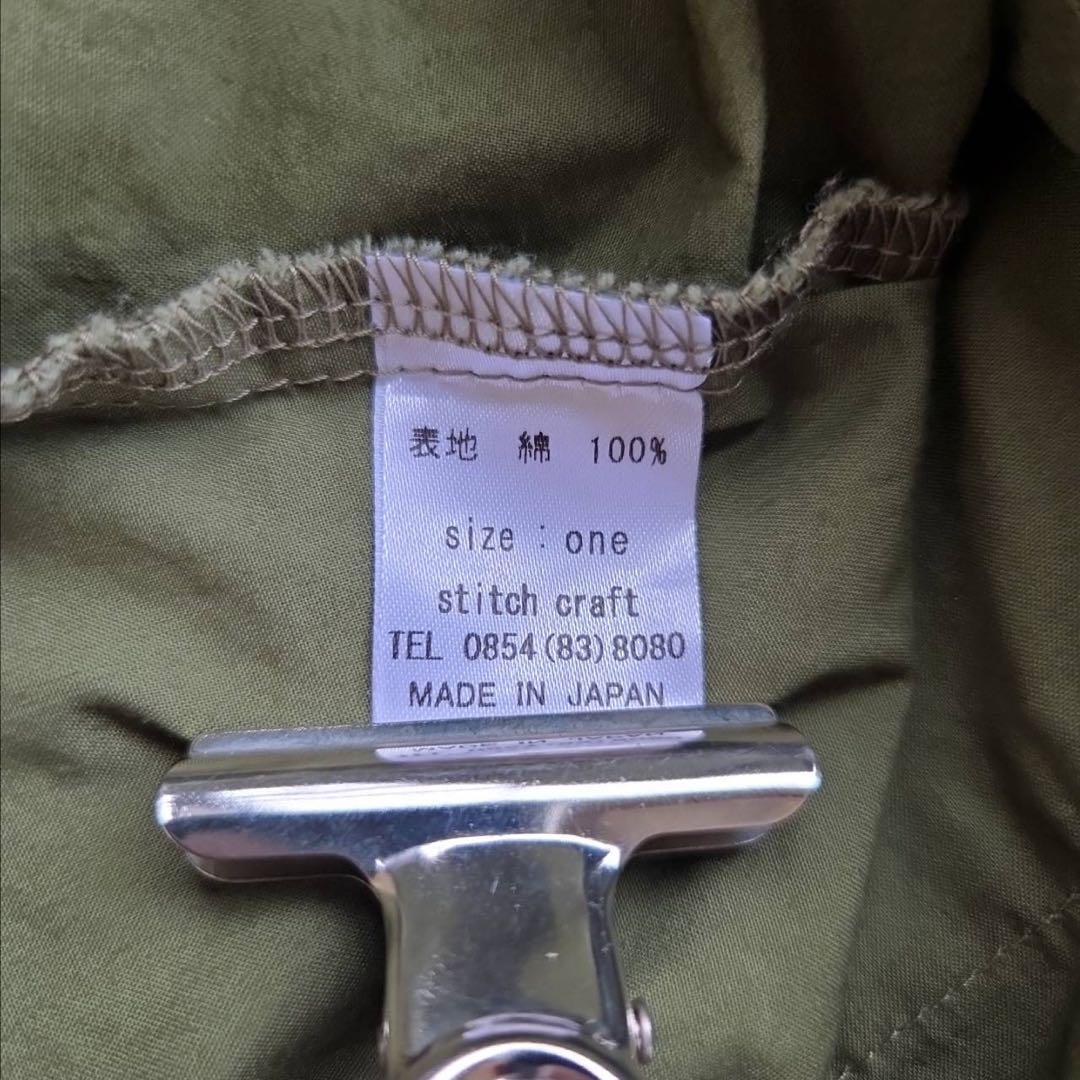 表地 綿 100%
size : one
stitch craft
TEL 0854(83)8080
MADE IN JAPAN